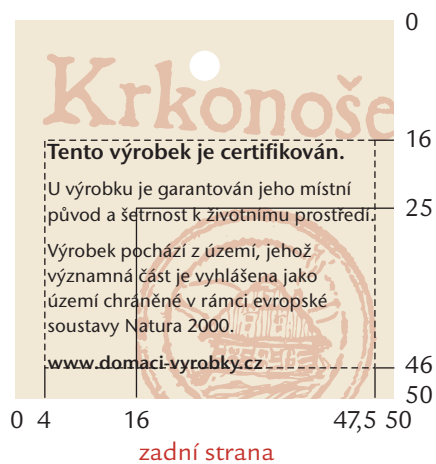 0
Krkonoše
16
Tento výrobek je certifikován.
U výrobku je garantován jeho místní
původ a šetrnost k životnímu prostředí.
25
Výrobek pochází z území, jehož
významná část je vyhlášena jako
území chráněné v rámci evropské
soustavy Natura 2000.
www.domaci-vyrobky.cz
46
50
0 4 16 47,5 50
zadní strana